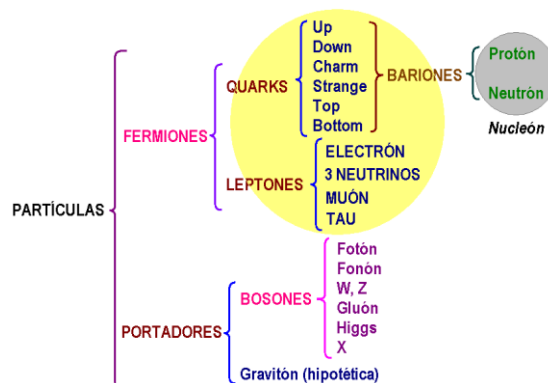 PARTÍCULAS
FERMIONES
QUARKS
Up
Down
Charm
Strange
Top
Bottom
BARIONES
Protón
Neutrón
Nucleón
LEPTONES
ELECTRÓN
3 NEUTRINOS
MUÓN
TAU
PORTADORES
BOSONES
Fotón
Fonón
W, Z
Gluón
Higgs
X
Gravitón (hipotética)